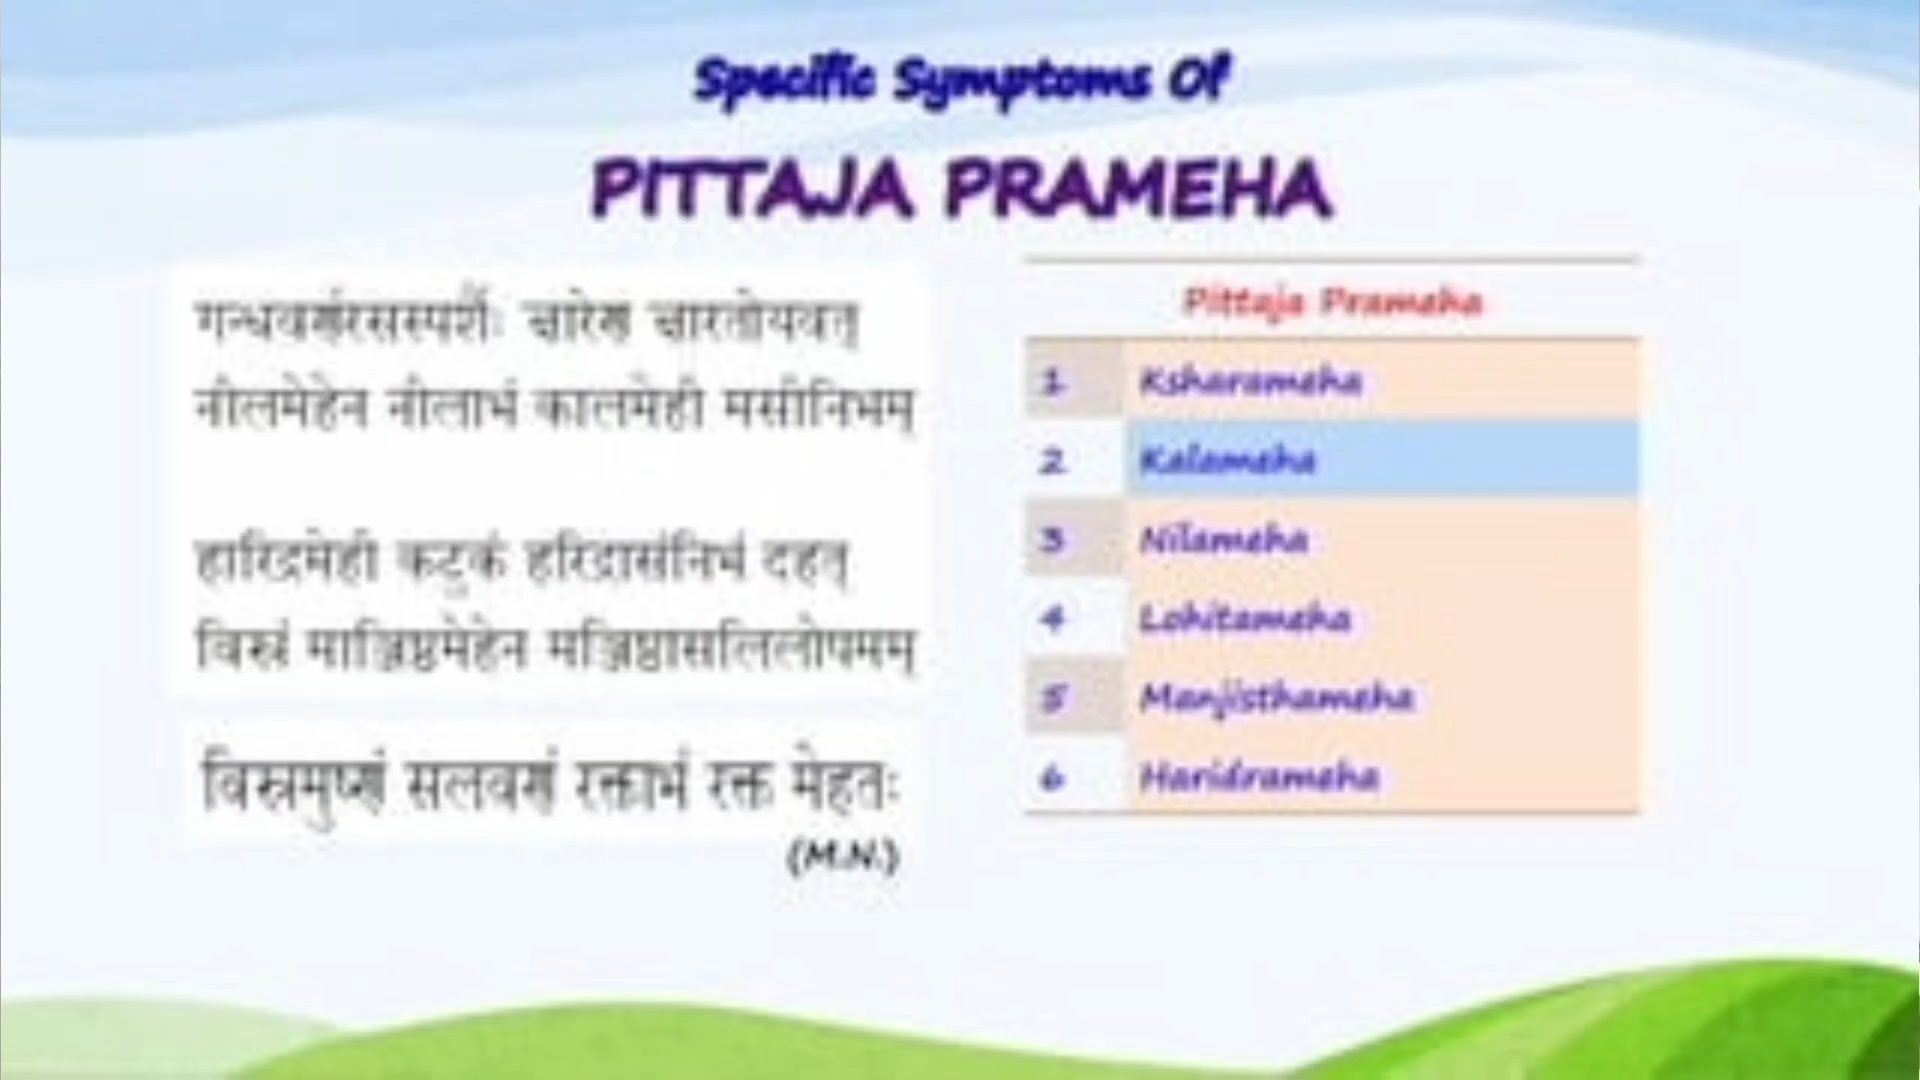 Specific Symptoms Of
PITTAJA PRAMEHA
गन्धवर्णरसस्पर्शैः क्षारेण क्षारतोयवत्
नीलमेहेन नीलाभं कालमेही मसीनिभम्
हारिद्रमेही कटुकं हरिद्रासंनिभं दहत्
विस्रं माञ्जिष्ठमेहेन मञ्जिष्ठासलिलोपमम्
विस्रमुष्णं सलवणं रक्ताभं रक्त मेहतः
(M.N.)
Pittaja Prameha
1 Ksharameha
2 Kalameha
3 Nilameha
4 Lohitameha
5 Manjisthameha
6 Haridrameha